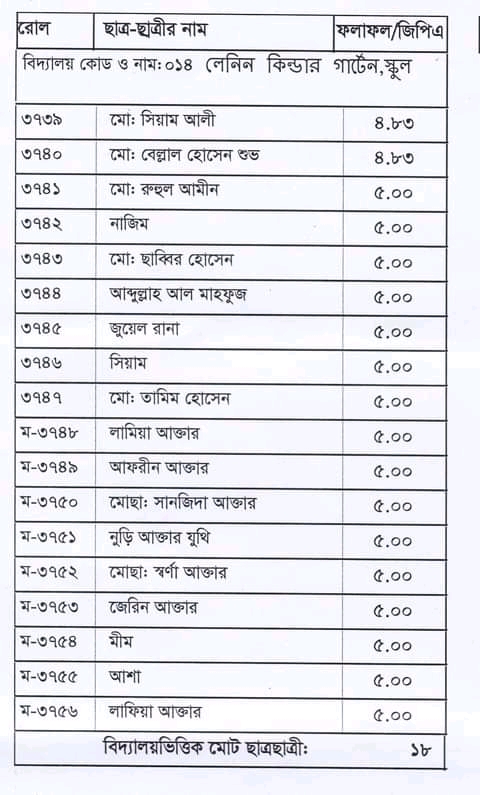 রোল ছাত্র-ছাত্রীর নাম ফলাফল/জিপিএ
বিদ্যালয় কোড ও নাম:০১৪ লেনিন কিন্ডার গার্টেন,স্কুল
৩৭৩৯ মো: সিয়াম আলী ৪.৮৩
৩৭৪০ মো: বেল্লাল হোসেন শুভ ৪.৮৩
৩৭৪১ মো: রুহুল আমীন ৫.০০
৩৭৪২ নাজিম ৫.০০
৩৭৪৩ মো: ছাব্বির হোসেন ৫.০০
৩৭৪৪ আব্দুল্লাহ আল মাহফুজ ৫.০০
৩৭৪৫ জুয়েল রানা ৫.০০
৩৭৪৬ সিয়াম ৫.০০
৩৭৪৭ মো: তামিম হোসেন ৫.০০
ম-৩৭৪৮ লামিয়া আক্তার ৫.০০
ম-৩৭৪৯ আফরীন আক্তার ৫.০০
ম-৩৭৫০ মোছা: সানজিদা আক্তার ৫.০০
ম-৩৭৫১ নুড়ি আক্তার যুথি ৫.০০
ম-৩৭৫২ মোছা: স্বর্ণা আক্তার ৫.০০
ম-৩৭৫৩ জেরিন আক্তার ৫.০০
ম-৩৭৫৪ মীম ৫.০০
ম-৩৭৫৫ আশা ৫.০০
ম-৩৭৫৬ লাফিয়া আক্তার ৫.০০
বিদ্যালয়ভিত্তিক মোট ছাত্রছাত্রী: ১৮